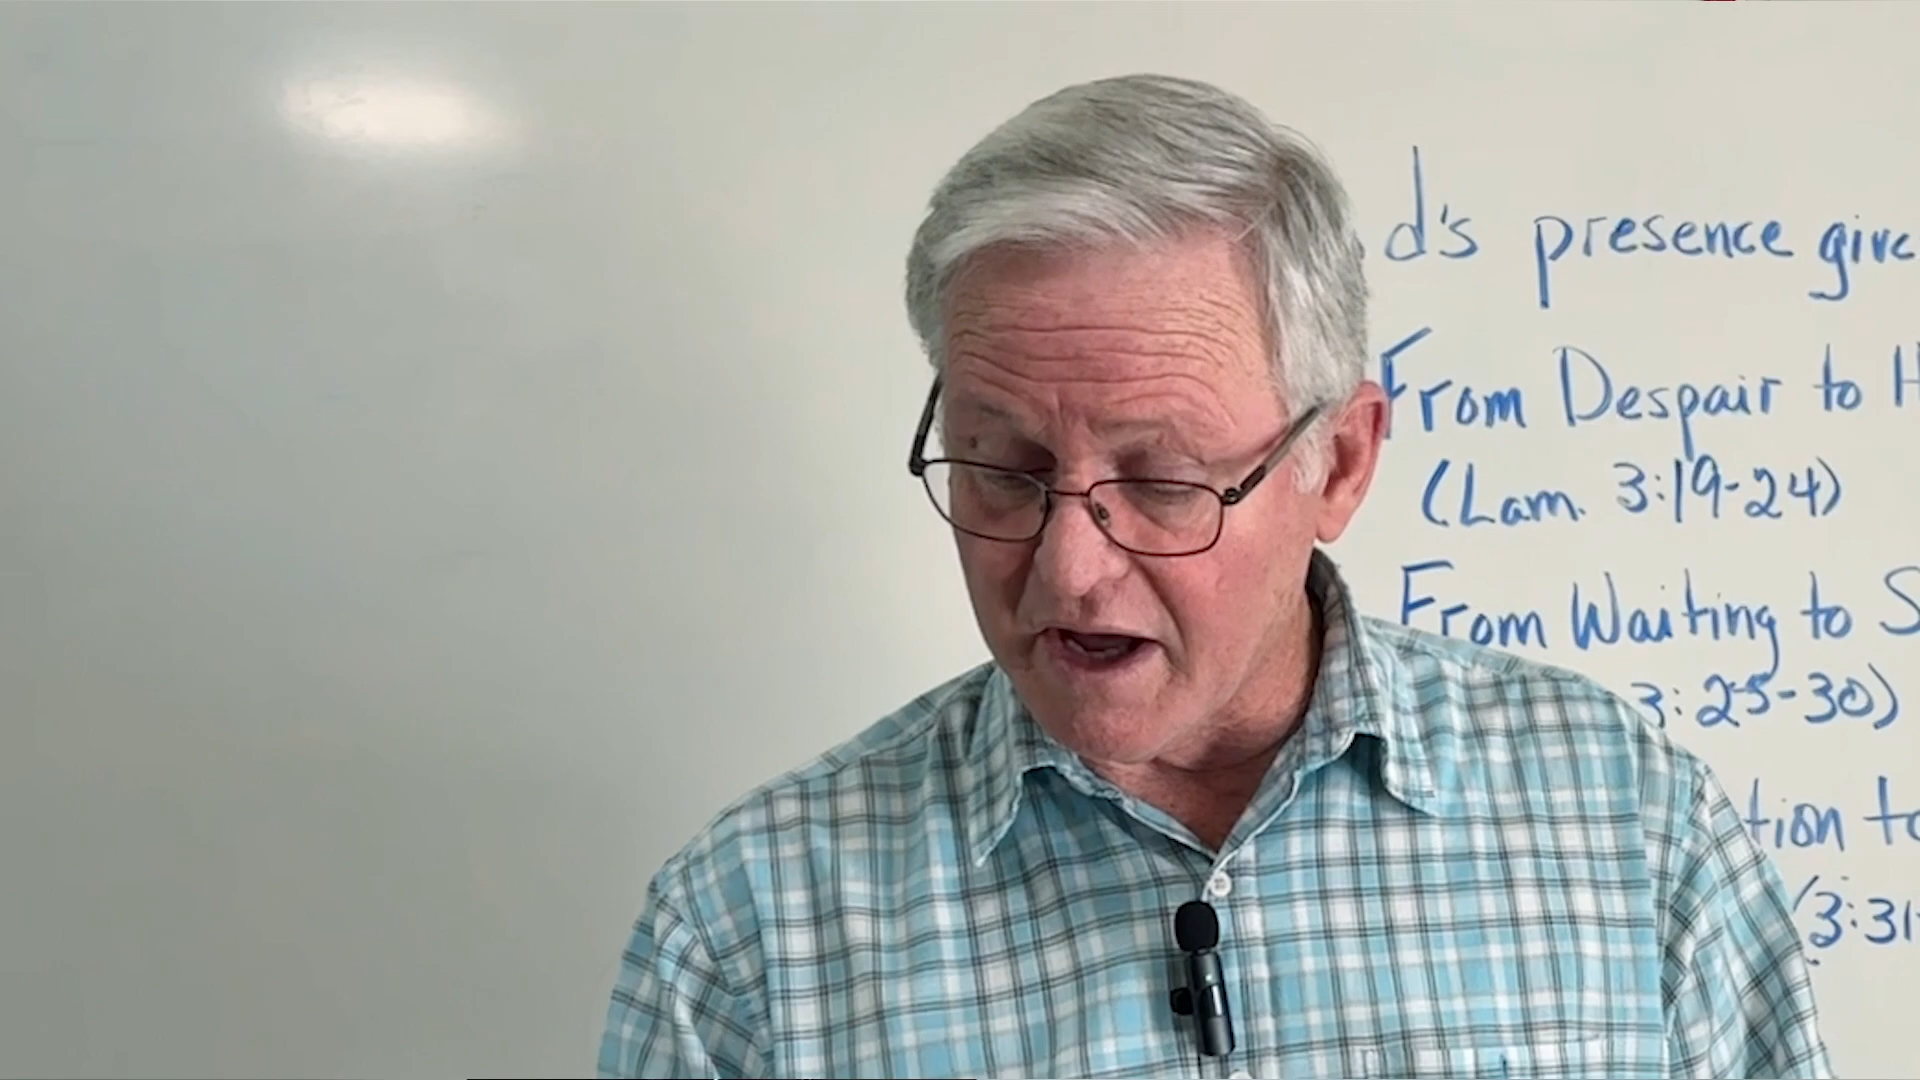 d's presence give
From Despair to H
(Lam. 3:19-24)
From Waiting to S
3:25-30)
tion to
(3:31-